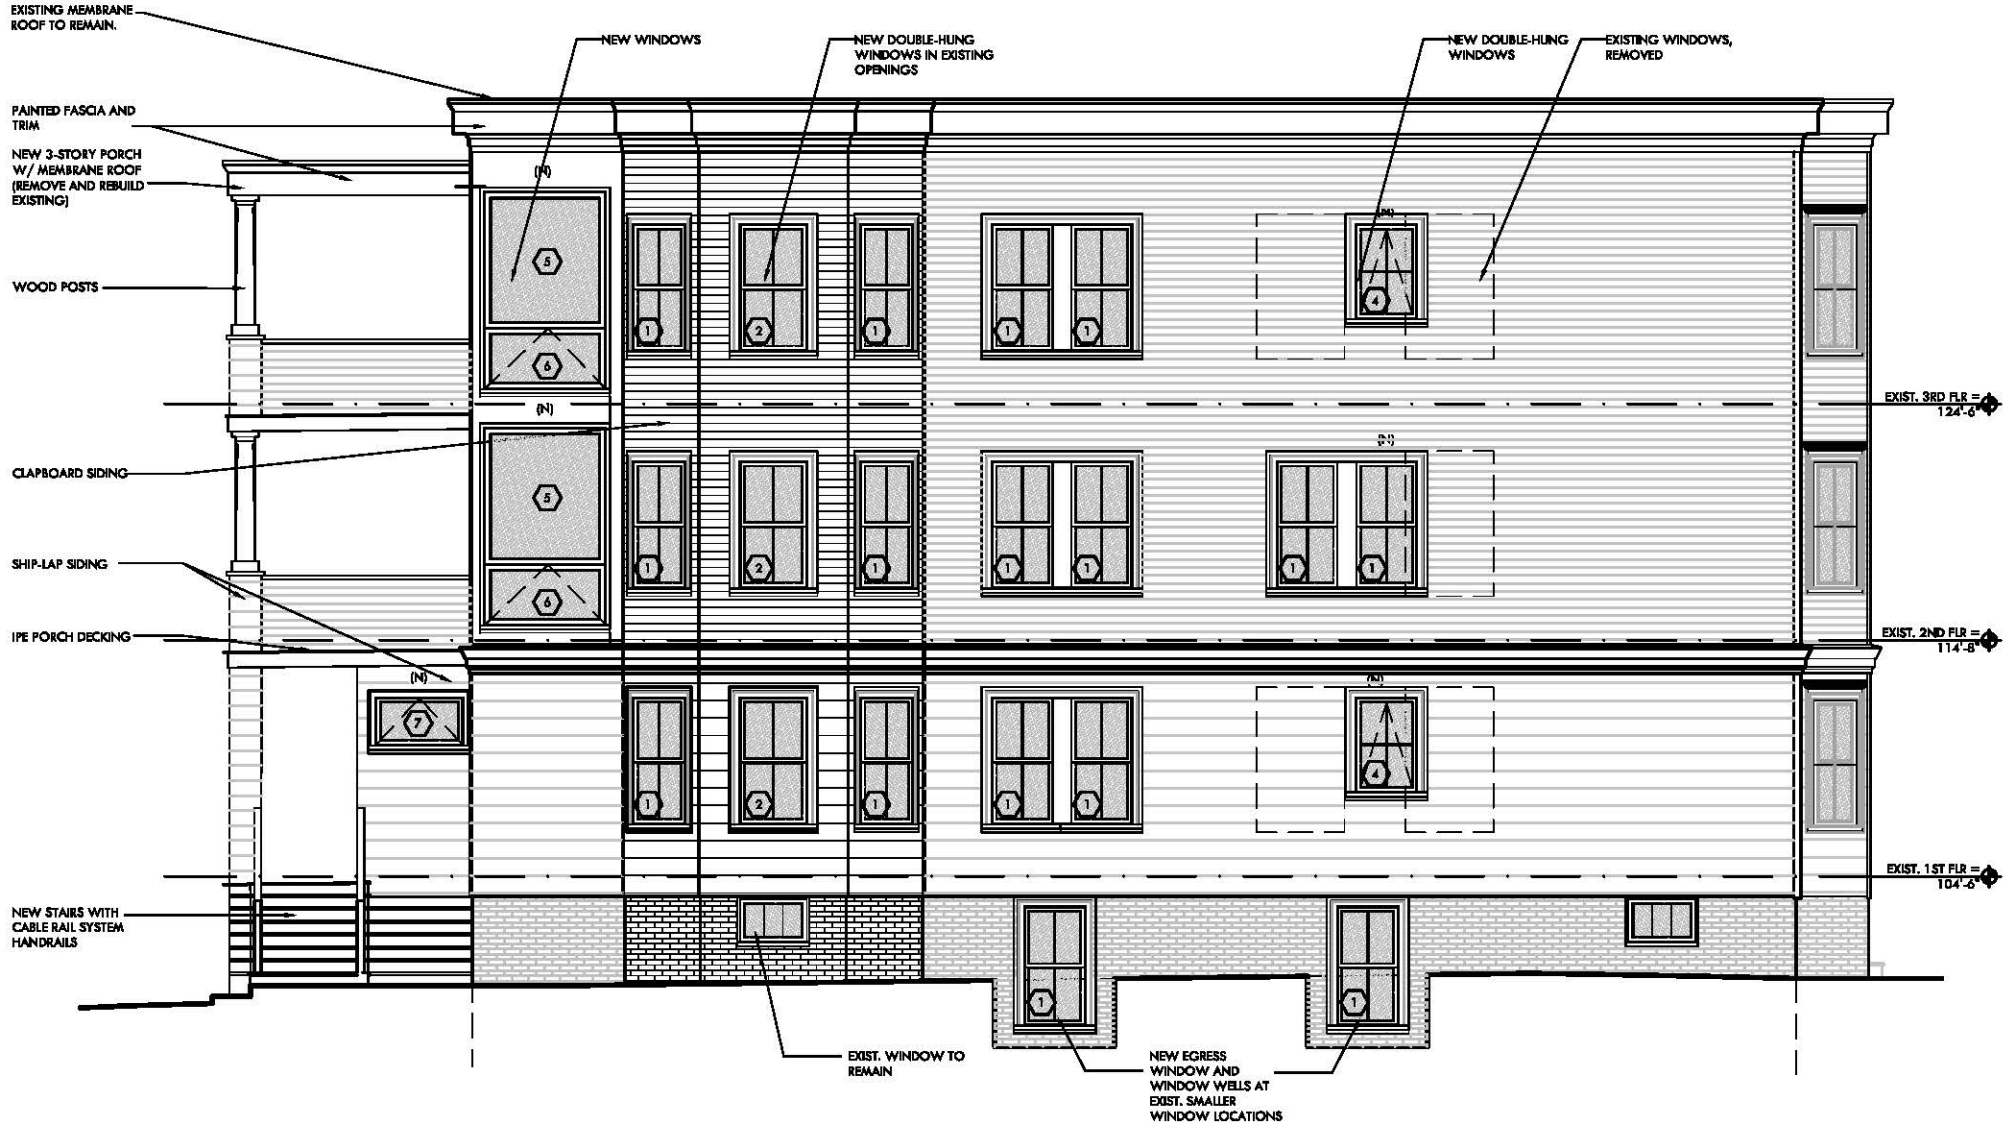 EXISTING MEMBRANE
ROOF TO REMAIN.
NEW WINDOWS
NEW DOUBLE-HUNG
WINDOWS IN EXISTING
OPENINGS
NEW DOUBLE-HUNG
WINDOWS
EXISTING WINDOWS,
REMOVED
PAINTED FASCIA AND
TRIM
NEW 3-STORY PORCH
W/ MEMBRANE ROOF
(REMOVE AND REBUILD
EXISTING)
(N)
(N)
5
4
WOOD POSTS
1
2
1
1
1
6
EXIST. 3RD FLR =
124'-6"
(N)
(N)
CLAPBOARD SIDING
5
SHIP-LAP SIDING
1
2
1
1
1
1
1
6
IPE PORCH DECKING
EXIST. 2ND FLR =
114'-8"
(N)
(N)
7
4
1
2
1
1
1
EXIST. 1ST FLR =
104'-6"
NEW STAIRS WITH
CABLE RAIL SYSTEM
HANDRAILS
1
1
EXIST. WINDOW TO
REMAIN
NEW EGRESS
WINDOW AND
WINDOW WELLS AT
EXIST. SMALLER
WINDOW LOCATIONS